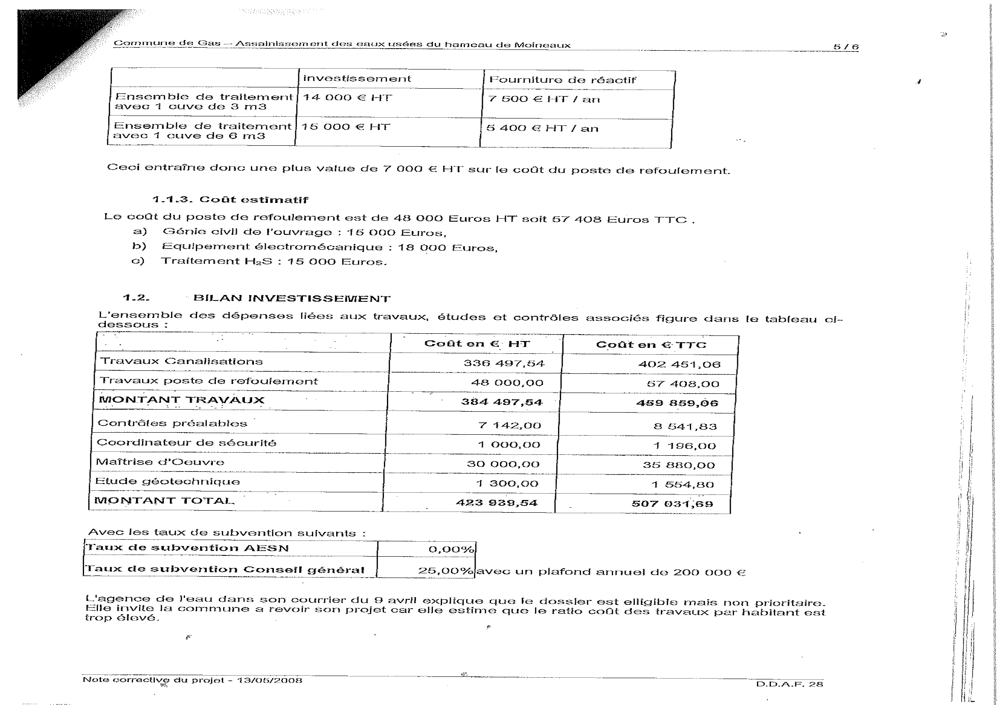 Commune de Gas – Assainissement des eaux usées du hameau de Moineaux 5 / 6
investissement Fourniture de réactif
Ensemble de traitement 14 000 € HT 7 500 € HT / an
avec 1 cuve de 3 m3
Ensemble de traitement 15 000 € HT 5 400 € HT / an
avec 1 cuve de 6 m3
Ceci entraîne donc une plus value de 7 000 € HT sur le coût du poste de refoulement.
1.1.3. Coût estimatif
Le coût du poste de refoulement est de 48 000 Euros HT soit 57 408 Euros TTC .
a) Génie civil de l'ouvrage : 15 000 Euros,
b) Equipement électromécanique : 18 000 Euros,
c) Traitement H₂S : 15 000 Euros.
1.2. BILAN INVESTISSEMENT
L'ensemble des dépenses liées aux travaux, études et contrôles associés figure dans le tableau ci-
dessous :
Coût en € HT Coût en € TTC
Travaux Canalisations 336 497,54 402 451,06
Travaux poste de refoulement 48 000,00 57 408,00
MONTANT TRAVAUX 384 497,54 459 859,06
Contrôles préalables 7 142,00 8 541,83
Coordinateur de sécurité 1 000,00 1 196,00
Maîtrise d'Oeuvre 30 000,00 35 880,00
Etude géotechnique 1 300,00 1 554,80
MONTANT TOTAL 423 939,54 507 031,69
Avec les taux de subvention suivants :
Taux de subvention AESN 0,00%
Taux de subvention Conseil général 25,00% avec un plafond annuel de 200 000 €
L'agence de l'eau dans son courrier du 9 avril explique que le dossier est elligible mais non prioritaire.
Elle invite la commune a revoir son projet car elle estime que le ratio coût des travaux par habitant est
trop élevé.
Note corrective du projet - 13/05/2008 D.D.A.F. 28